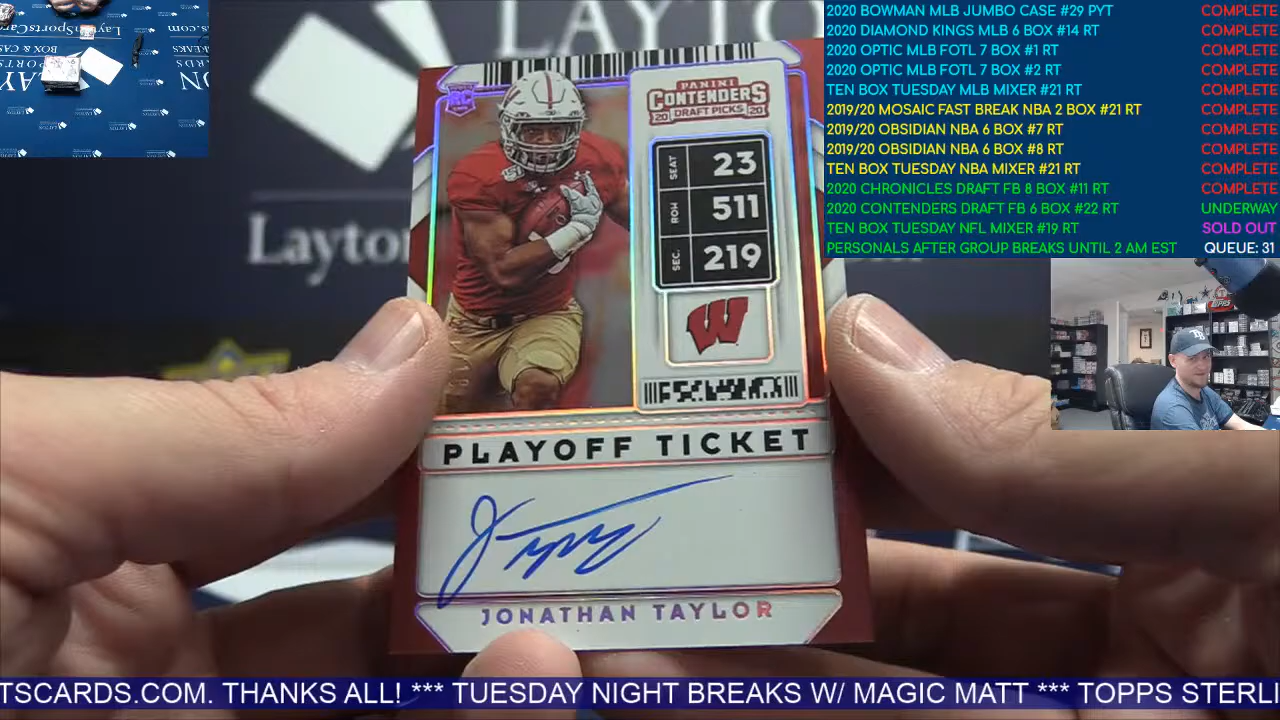 2020 BOWMAN MLB JUMBO CASE #29 PYT COMPLETE
2020 DIAMOND KINGS MLB 6 BOX #14 RT COMPLETE
2020 OPTIC MLB FOTL 7 BOX #1 RT COMPLETE
2020 OPTIC MLB FOTL 7 BOX #2 RT COMPLETE
TEN BOX TUESDAY MLB MIXER #21 RT COMPLETE
2019/20 MOSAIC FAST BREAK NBA 2 BOX #21 RT COMPLETE
2019/20 OBSIDIAN NBA 6 BOX #7 RT COMPLETE
2019/20 OBSIDIAN NBA 6 BOX #8 RT COMPLETE
TEN BOX TUESDAY NBA MIXER #21 RT COMPLETE
2020 CHRONICLES DRAFT FB 8 BOX #11 RT COMPLETE
2020 CONTENDERS DRAFT FB 6 BOX #22 RT UNDERWAY
TEN BOX TUESDAY NFL MIXER #19 RT SOLD OUT
PERSONALS AFTER GROUP BREAKS UNTIL 2 AM EST QUEUE: 31
LAYTON
Layto
RC
PANINI
CONTENDERS
20 DRAFT PICKS 20
SEAT 23
ROW 511
SEC. 219
W
PLAYOFF TICKET
JONATHAN TAYLOR
TSCARDS.COM. THANKS ALL! *** TUESDAY NIGHT BREAKS W/ MAGIC MATT *** TOPPS STERLI